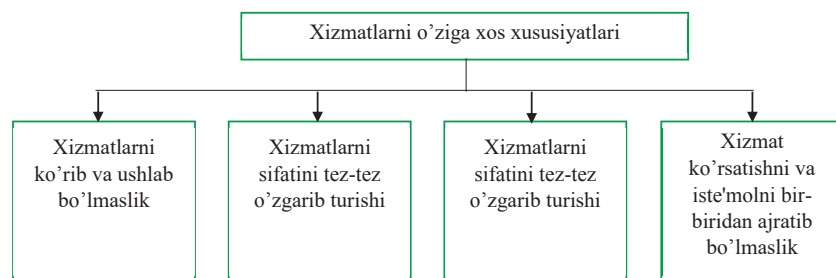 Xizmatlarni o’ziga xos xususiyatlari
Xizmatlarni
ko’rib va ushlab
bo’lmaslik
Xizmatlarni
sifatini tez-tez
o’zgarib turishi
Xizmatlarni
sifatini tez-tez
o’zgarib turishi
Xizmat
ko’rsatishni va
iste'molni bir-
biridan ajratib
bo’lmaslik